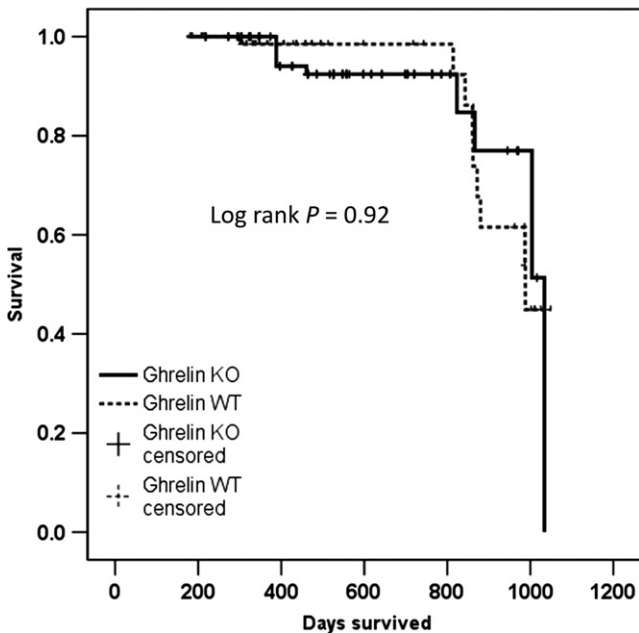 1.0
0.8
0.6
0.4
0.2
0.0
Survival
Log rank P = 0.92
Ghrelin KO
Ghrelin WT
Ghrelin KO
censored
Ghrelin WT
censored
0 200 400 600 800 1000 1200
Days survived